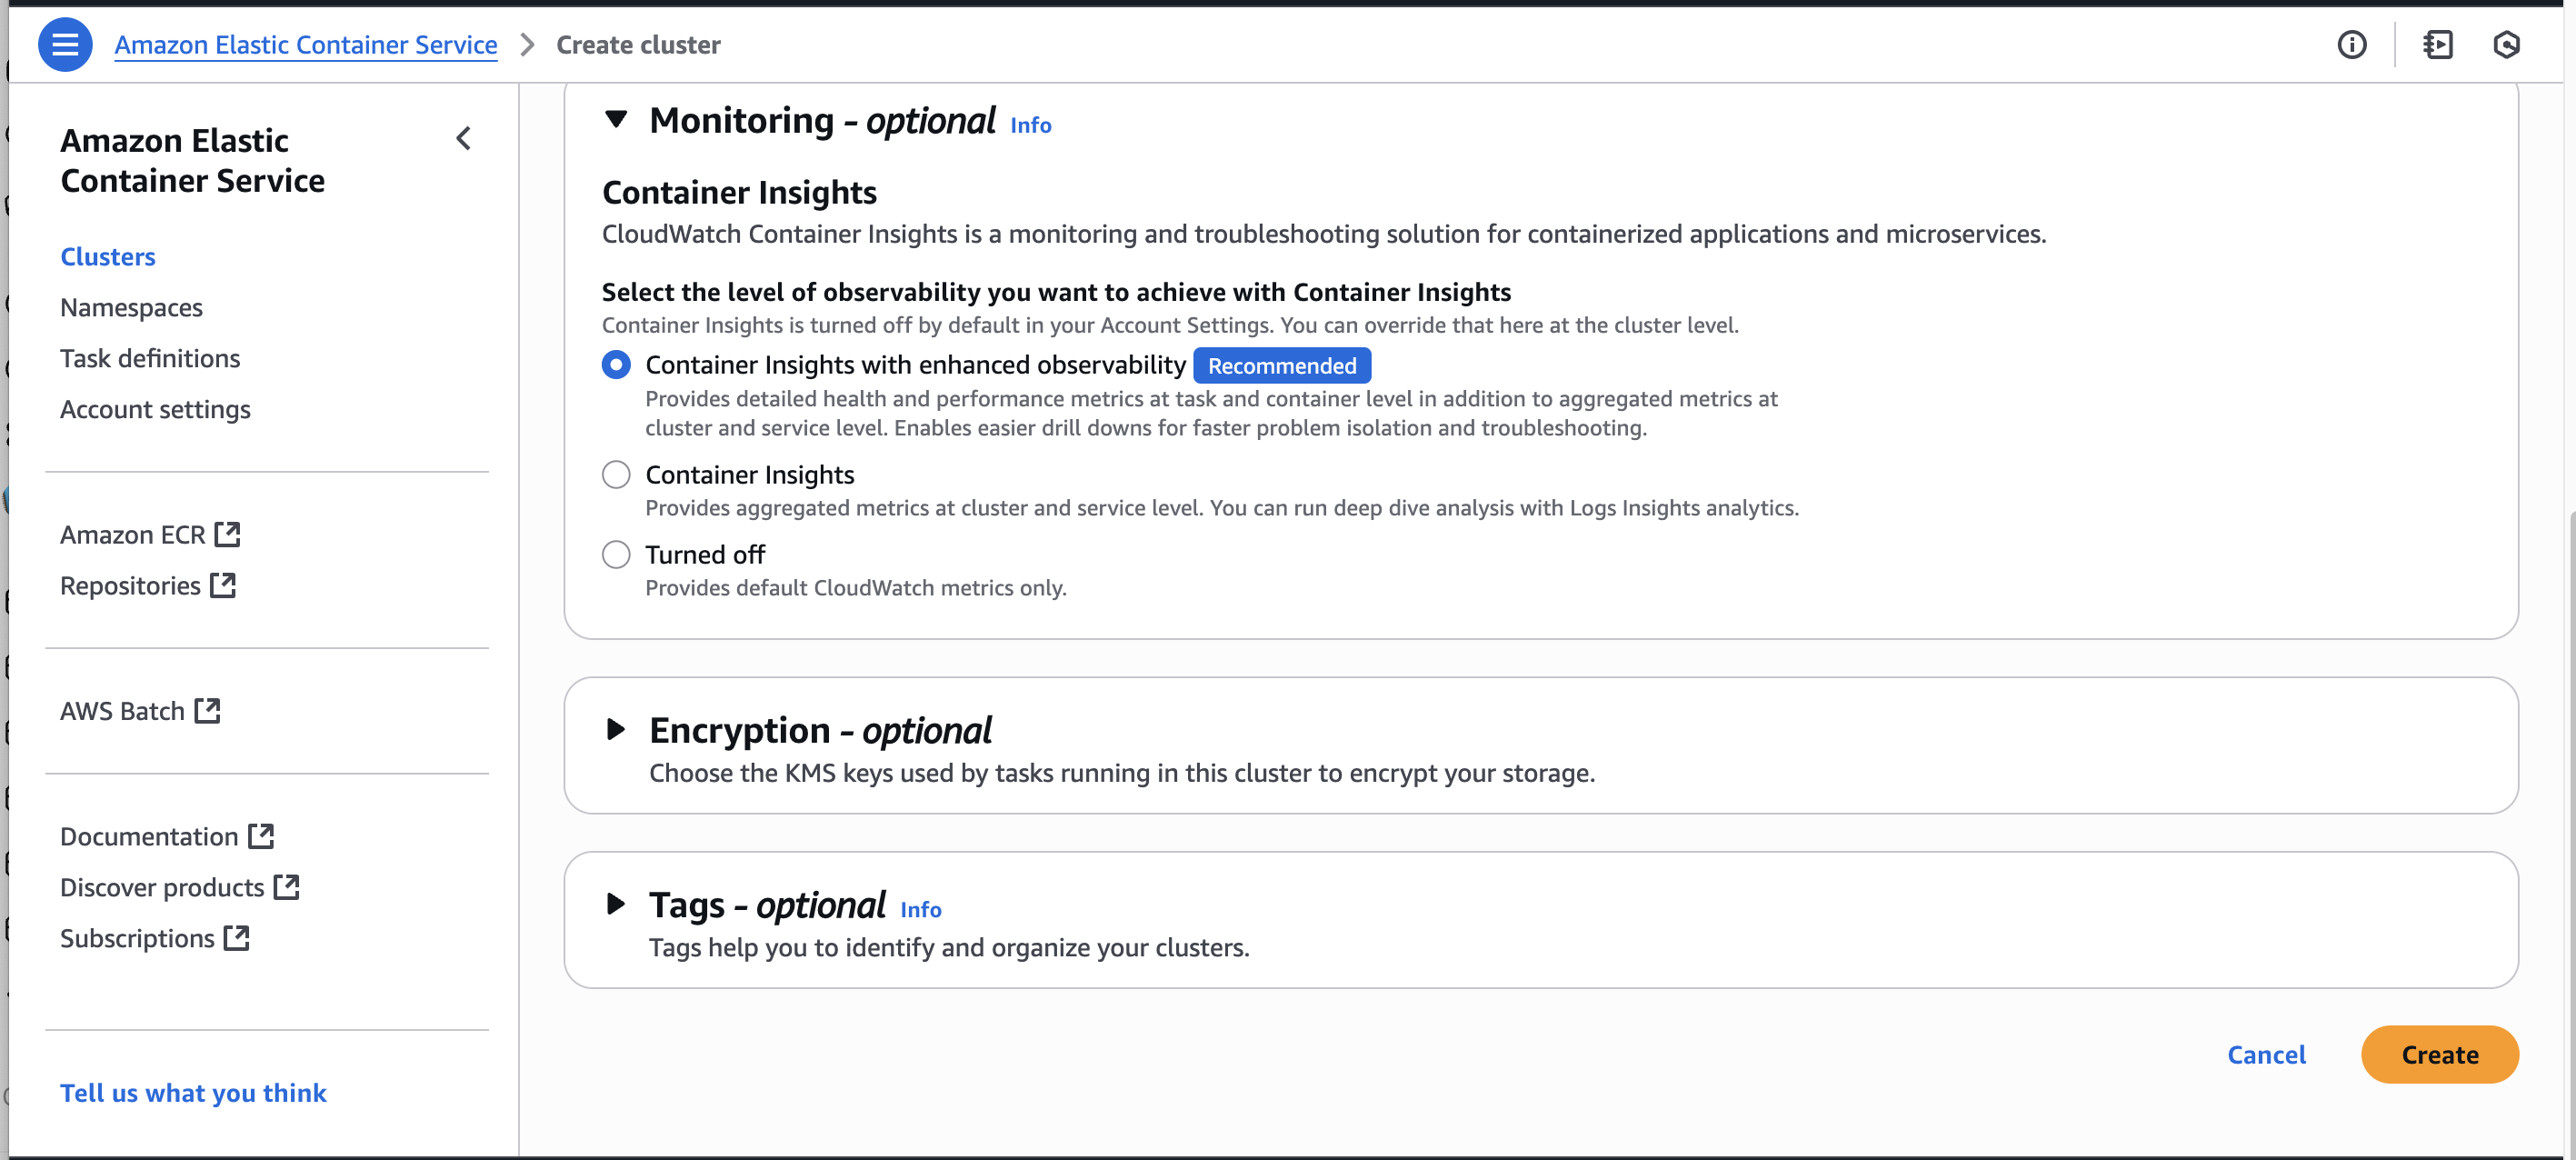 Amazon Elastic Container Service > Create cluster
Amazon Elastic
Container Service
Clusters
Namespaces
Task definitions
Account settings
Amazon ECR
Repositories
AWS Batch
Documentation
Discover products
Subscriptions
Tell us what you think
Monitoring - optional Info
Container Insights
CloudWatch Container Insights is a monitoring and troubleshooting solution for containerized applications and microservices.
Select the level of observability you want to achieve with Container Insights
Container Insights is turned off by default in your Account Settings. You can override that here at the cluster level.
Container Insights with enhanced observability Recommended
Provides detailed health and performance metrics at task and container level in addition to aggregated metrics at
cluster and service level. Enables easier drill downs for faster problem isolation and troubleshooting.
Container Insights
Provides aggregated metrics at cluster and service level. You can run deep dive analysis with Logs Insights analytics.
Turned off
Provides default CloudWatch metrics only.
Encryption - optional
Choose the KMS keys used by tasks running in this cluster to encrypt your storage.
Tags - optional Info
Tags help you to identify and organize your clusters.
Cancel
Create